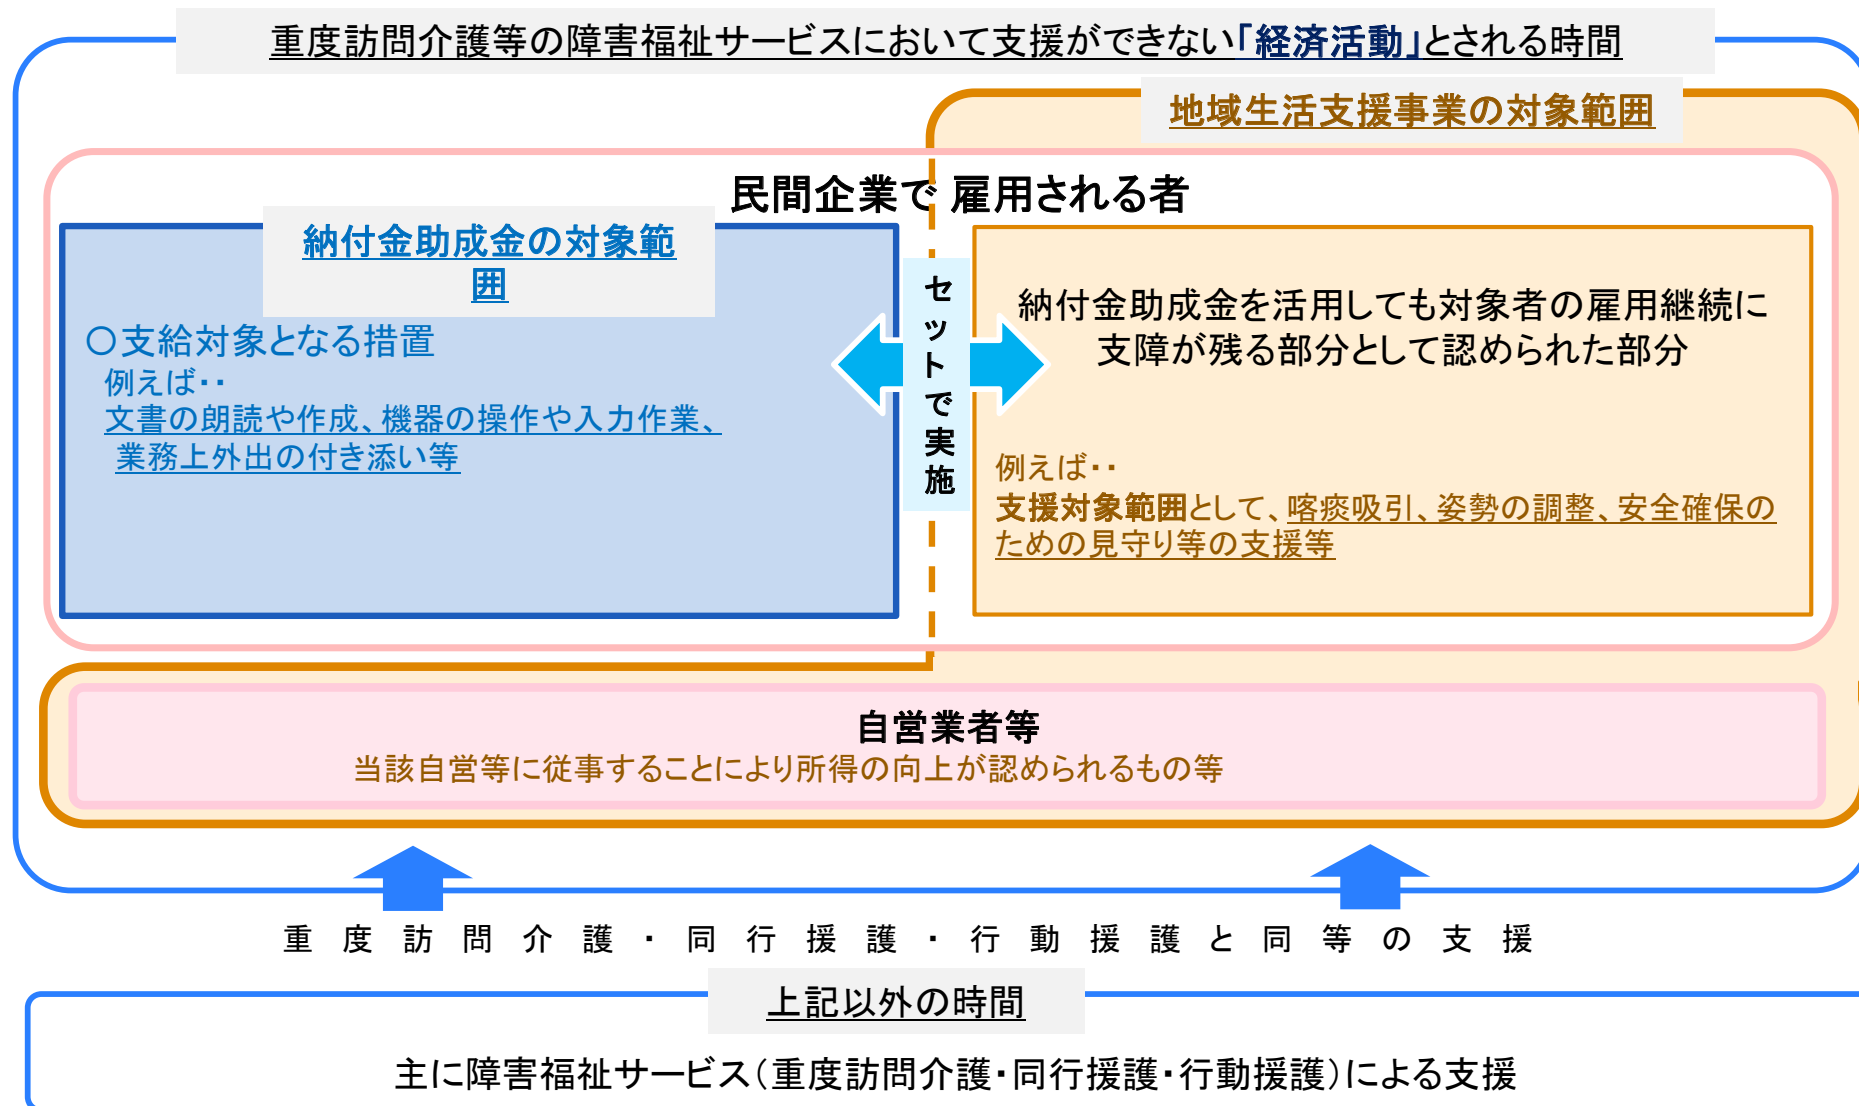 重度訪問介護等の障害福祉サービスにおいて支援ができない「経済活動」とされる時間
地域生活支援事業の対象範囲
民間企業で 雇用される者
納付金助成金の対象範
囲
〇支給対象となる措置
例えば・・
文書の朗読や作成、機器の操作や入力作業、
業務上外出の付き添い等
セットで実施
納付金助成金を活用しても対象者の雇用継続に
支障が残る部分として認められた部分
例えば・・
支援対象範囲として、喀痰吸引、姿勢の調整、安全確保の
ための見守り等の支援等
自営業者等
当該自営等に従事することにより所得の向上が認められるもの等
重度訪問介護・同行援護・行動援護と同等の支援
上記以外の時間
主に障害福祉サービス(重度訪問介護・同行援護・行動援護)による支援